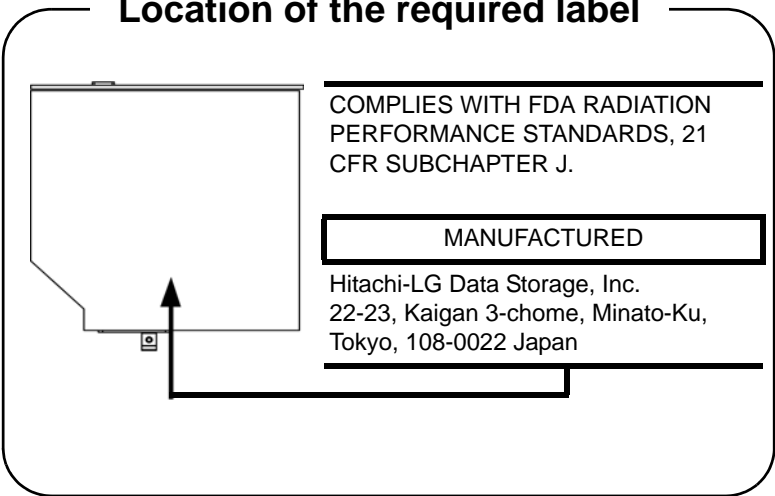 Location of the required label
COMPLIES WITH FDA RADIATION
PERFORMANCE STANDARDS, 21
CFR SUBCHAPTER J.
MANUFACTURED
Hitachi-LG Data Storage, Inc.
22-23, Kaigan 3-chome, Minato-Ku,
Tokyo, 108-0022 Japan